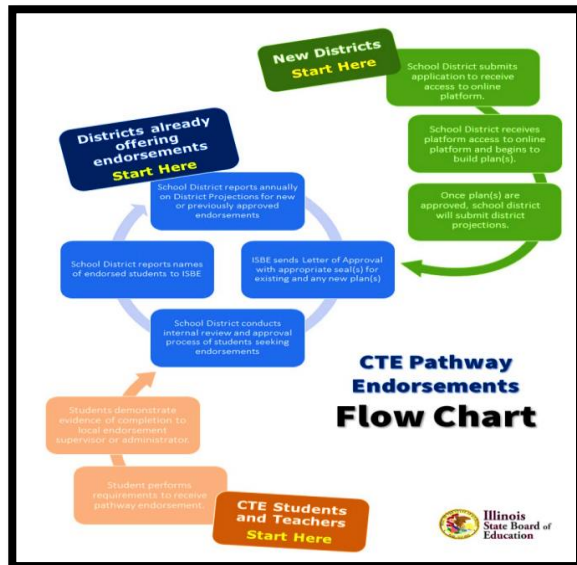 New Districts
Start Here
School District submits
application to receive
access to online
platform.
School District receives
platform access to online
platform and begins to
build plan(s).
Once plan(s) are
approved, school district
will submit district
projections.
Districts already
offering
endorsements
Start Here
School District reports annually
on District Projections for new
or previously approved
endorsements
ISBE sends Letter of Approval
with appropriate seal(s) for
existing and any new plan(s)
School District conducts
internal review and approval
process of students seeking
endorsements
School District reports names
of endorsed students to ISBE
CTE Pathway
Endorsements
Flow Chart
Students demonstrate
evidence of completion to
local endorsement
supervisor or administrator.
Student performs
requirements to receive
pathway endorsement.
CTE Students
and Teachers
Start Here
Illinois
State Board of
Education